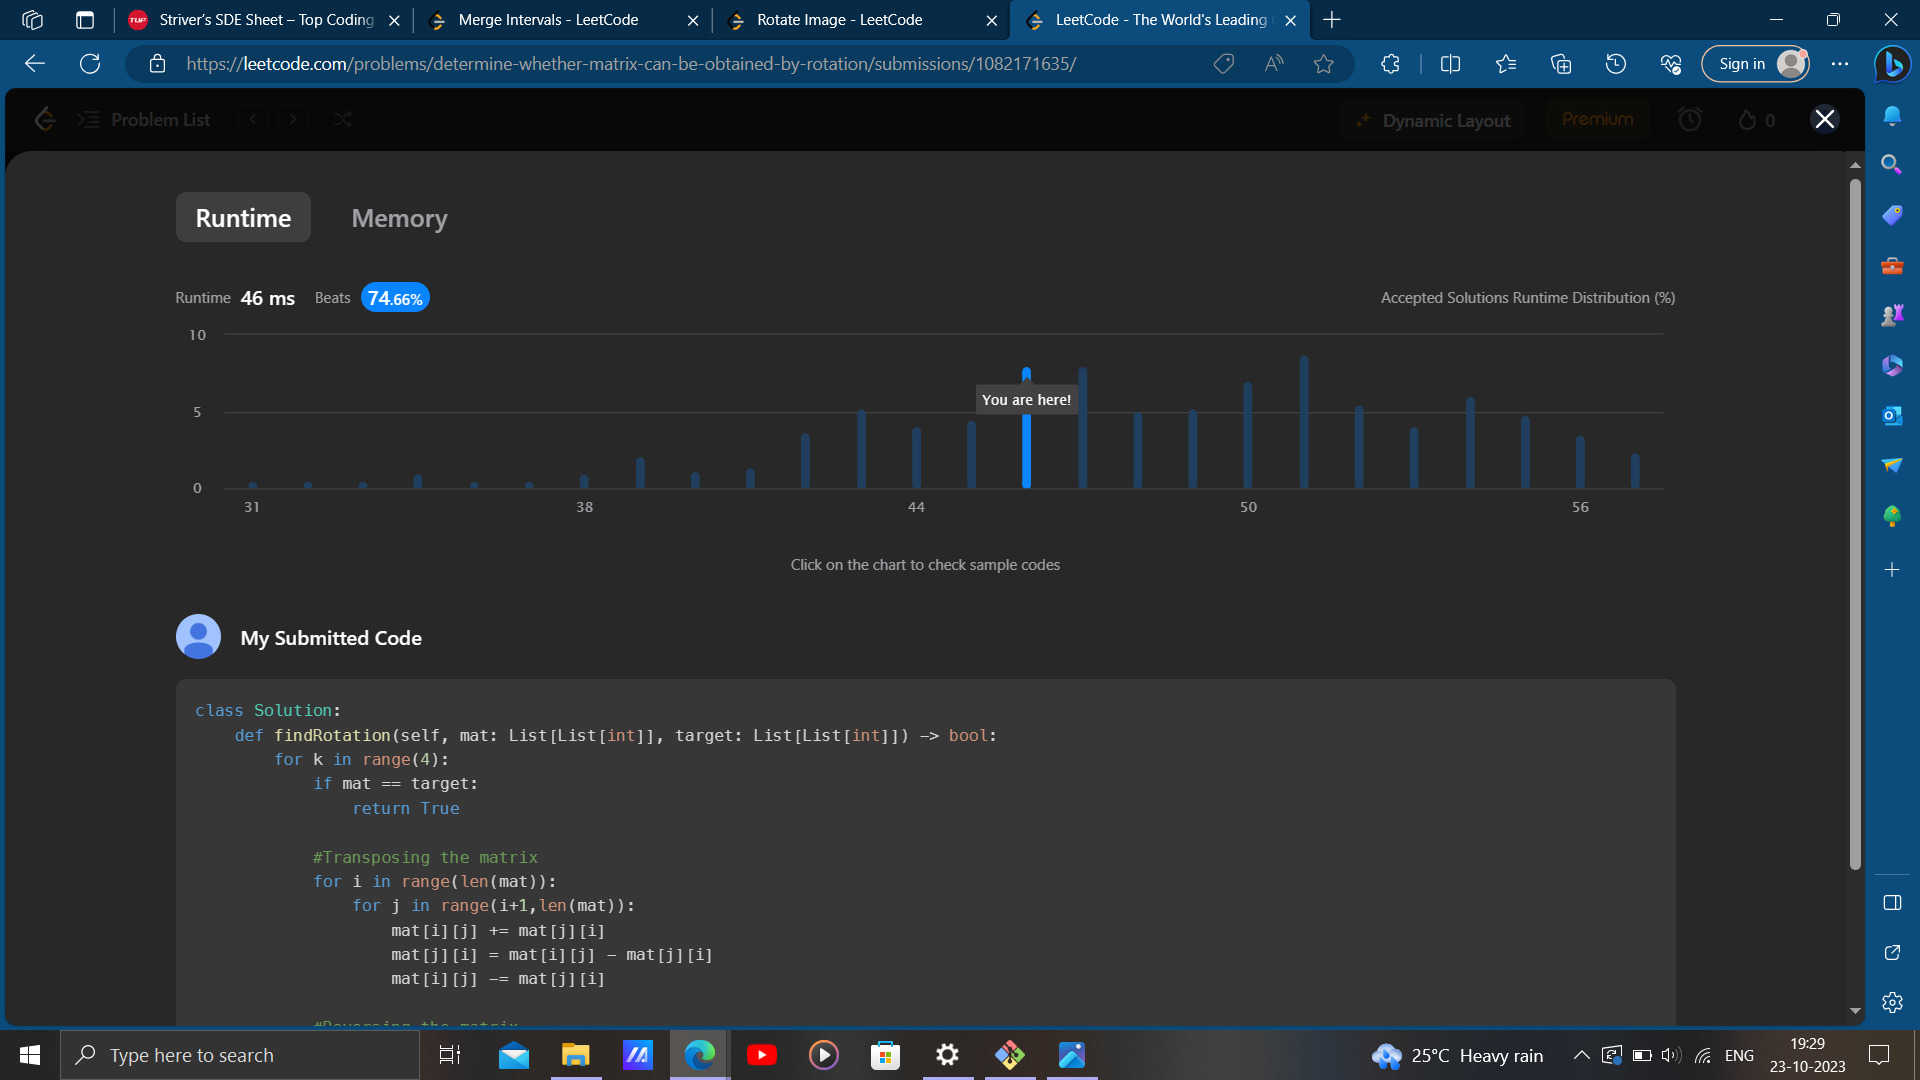 Striver's SDE Sheet – Top Coding
Merge Intervals - LeetCode
Rotate Image - LeetCode
LeetCode - The World's Leading
https://leetcode.com/problems/determine-whether-matrix-can-be-obtained-by-rotation/submissions/1082171635/
Sign in
Problem List
Dynamic Layout
Premium
0
Runtime
Memory
Runtime 46 ms Beats 74.66%
Accepted Solutions Runtime Distribution (%)
10
5
0
You are here!
31 38 44 50 56
Click on the chart to check sample codes
My Submitted Code
class Solution:
def findRotation(self, mat: List[List[int]], target: List[List[int]]) -> bool:
for k in range(4):
if mat == target:
return True
#Transposing the matrix
for i in range(len(mat)):
for j in range(i+1,len(mat)):
mat[i][j] += mat[j][i]
mat[j][i] = mat[i][j] - mat[j][i]
mat[i][j] -= mat[j][i]
#Reversing the matrix
Type here to search
25°C Heavy rain
ENG
19:29
23-10-2023